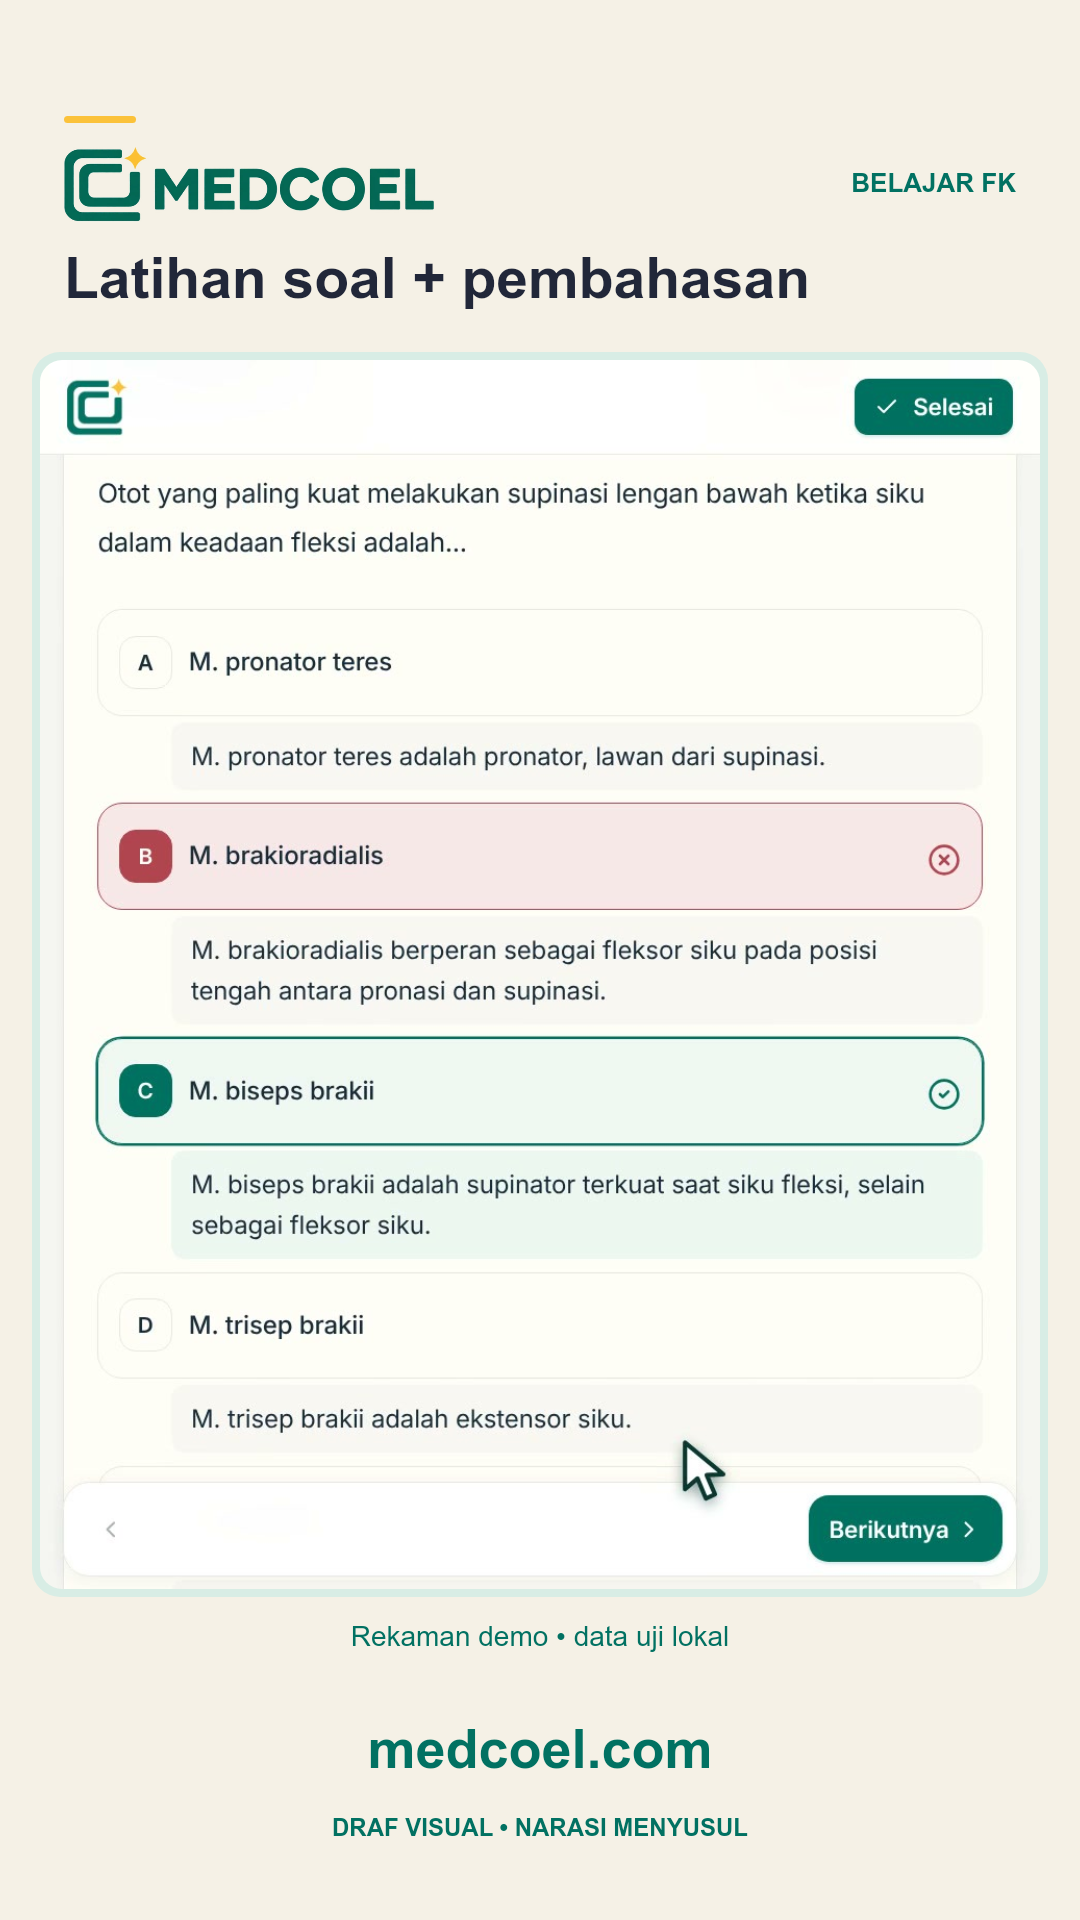 MEDCOEL
BELAJAR FK
Latihan soal + pembahasan
Selesai
Otot yang paling kuat melakukan supinasi lengan bawah ketika siku
dalam keadaan fleksi adalah...
A M. pronator teres
M. pronator teres adalah pronator, lawan dari supinasi.
B M. brakioradialis
M. brakioradialis berperan sebagai fleksor siku pada posisi
tengah antara pronasi dan supinasi.
C M. biseps brakii
M. biseps brakii adalah supinator terkuat saat siku fleksi, selain
sebagai fleksor siku.
D M. trisep brakii
M. trisep brakii adalah ekstensor siku.
Berikutnya
Rekaman demo • data uji lokal
medcoel.com
DRAF VISUAL • NARASI MENYUSUL